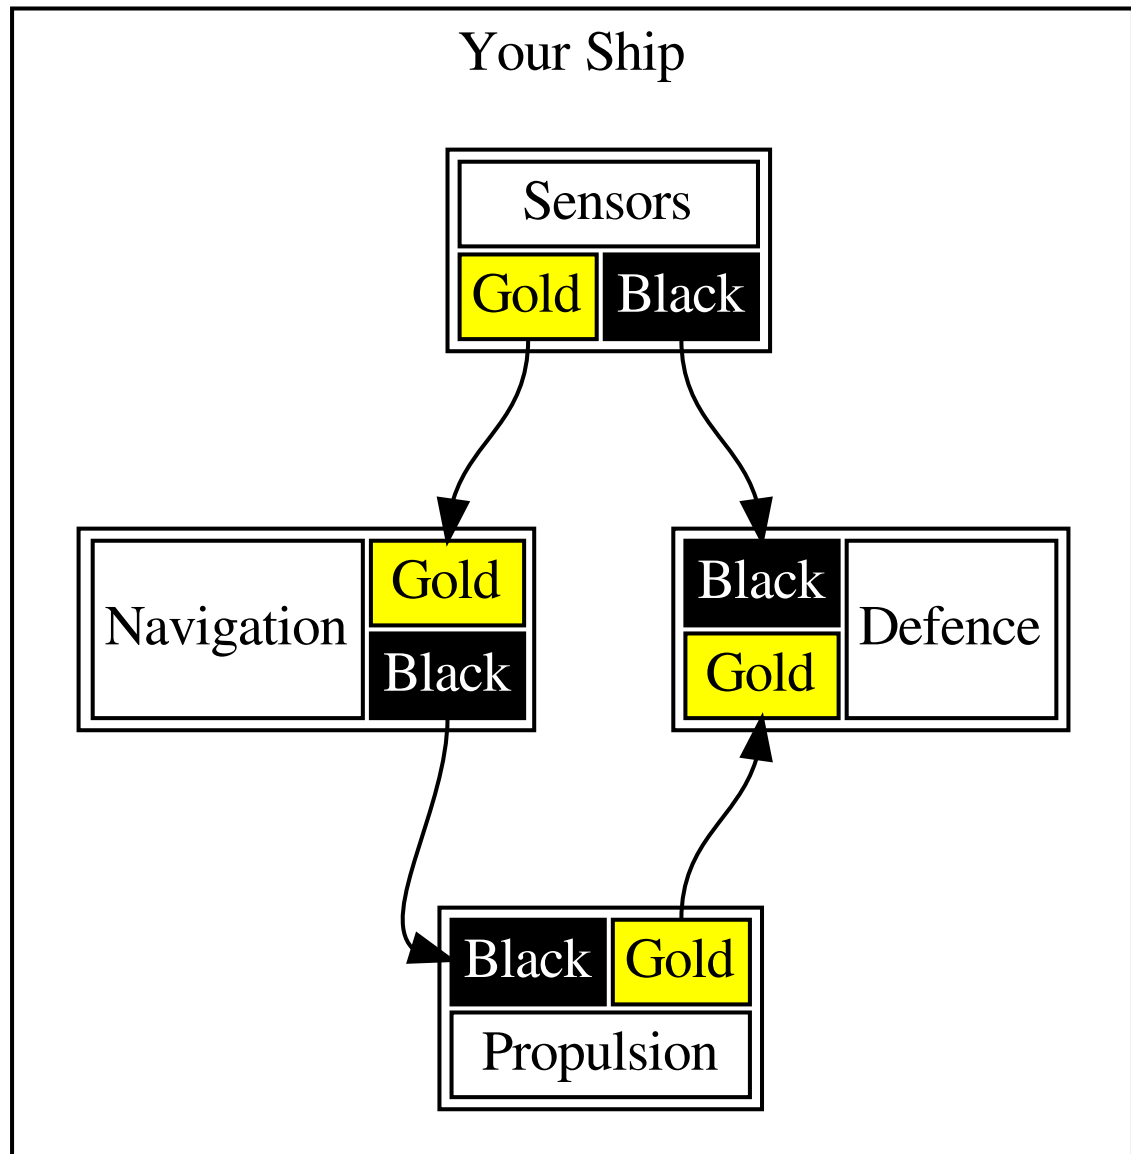 Your Ship
Sensors
Gold Black
Navigation
Gold
Black
Black
Gold
Defence
Black Gold
Propulsion